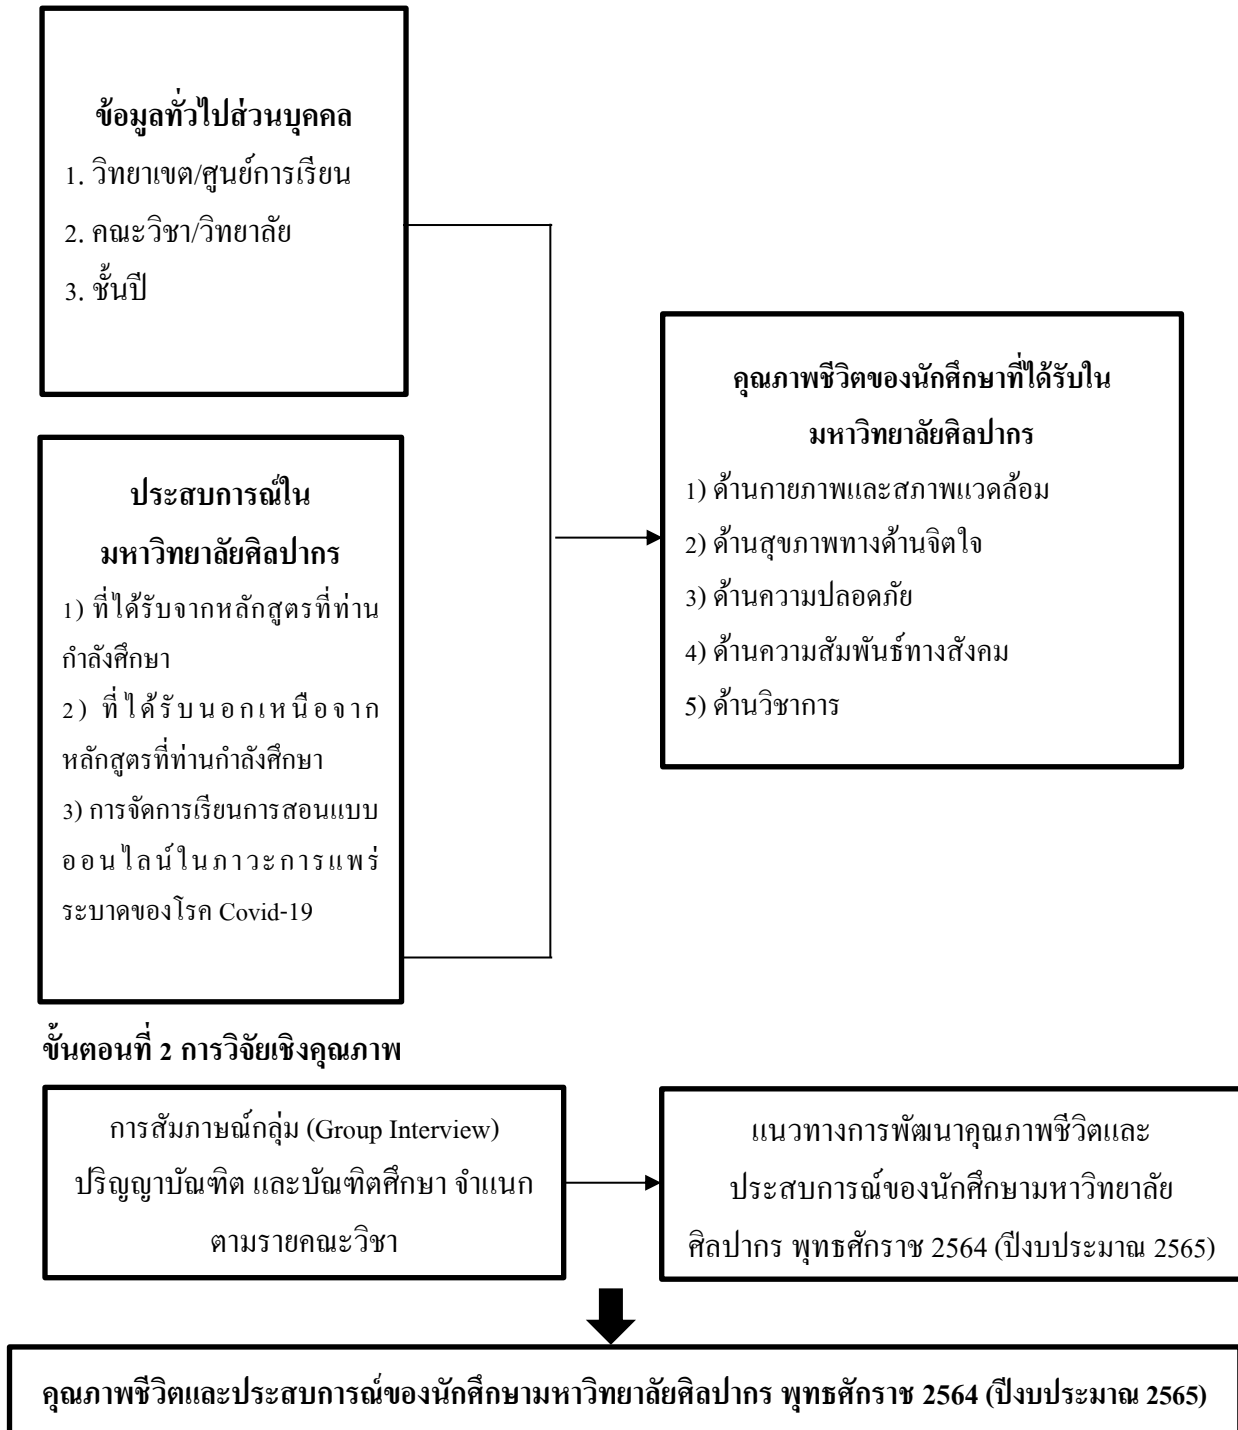 ข้อมูลทั่วไปส่วนบุคคล
1. วิทยาเขต/ศูนย์การเรียน
2. คณะวิชา/วิทยาลัย
3. ชั้นปี
ประสบการณ์ใน
มหาวิทยาลัยศิลปากร
1) ที่ได้รับจากหลักสูตรที่ท่าน
กำลังศึกษา
2) ที่ได้รับนอกเหนือจาก
หลักสูตรที่ท่านกำลังศึกษา
3) การจัดการเรียนการสอนแบบ
ออนไลน์ในภาวะการแพร่
ระบาดของโรค Covid-19
คุณภาพชีวิตของนักศึกษาที่ได้รับใน
มหาวิทยาลัยศิลปากร
1) ด้านกายภาพและสภาพแวดล้อม
2) ด้านสุขภาพทางด้านจิตใจ
3) ด้านความปลอดภัย
4) ด้านความสัมพันธ์ทางสังคม
5) ด้านวิชาการ
ขั้นตอนที่ 2 การวิจัยเชิงคุณภาพ
การสัมภาษณ์กลุ่ม (Group Interview)
ปริญญาบัณฑิต และบัณฑิตศึกษา จำแนก
ตามรายคณะวิชา
แนวทางการพัฒนาคุณภาพชีวิตและ
ประสบการณ์ของนักศึกษามหาวิทยาลัย
ศิลปากร พุทธศักราช 2564 (ปีงบประมาณ 2565)
คุณภาพชีวิตและประสบการณ์ของนักศึกษามหาวิทยาลัยศิลปากร พุทธศักราช 2564 (ปีงบประมาณ 2565)